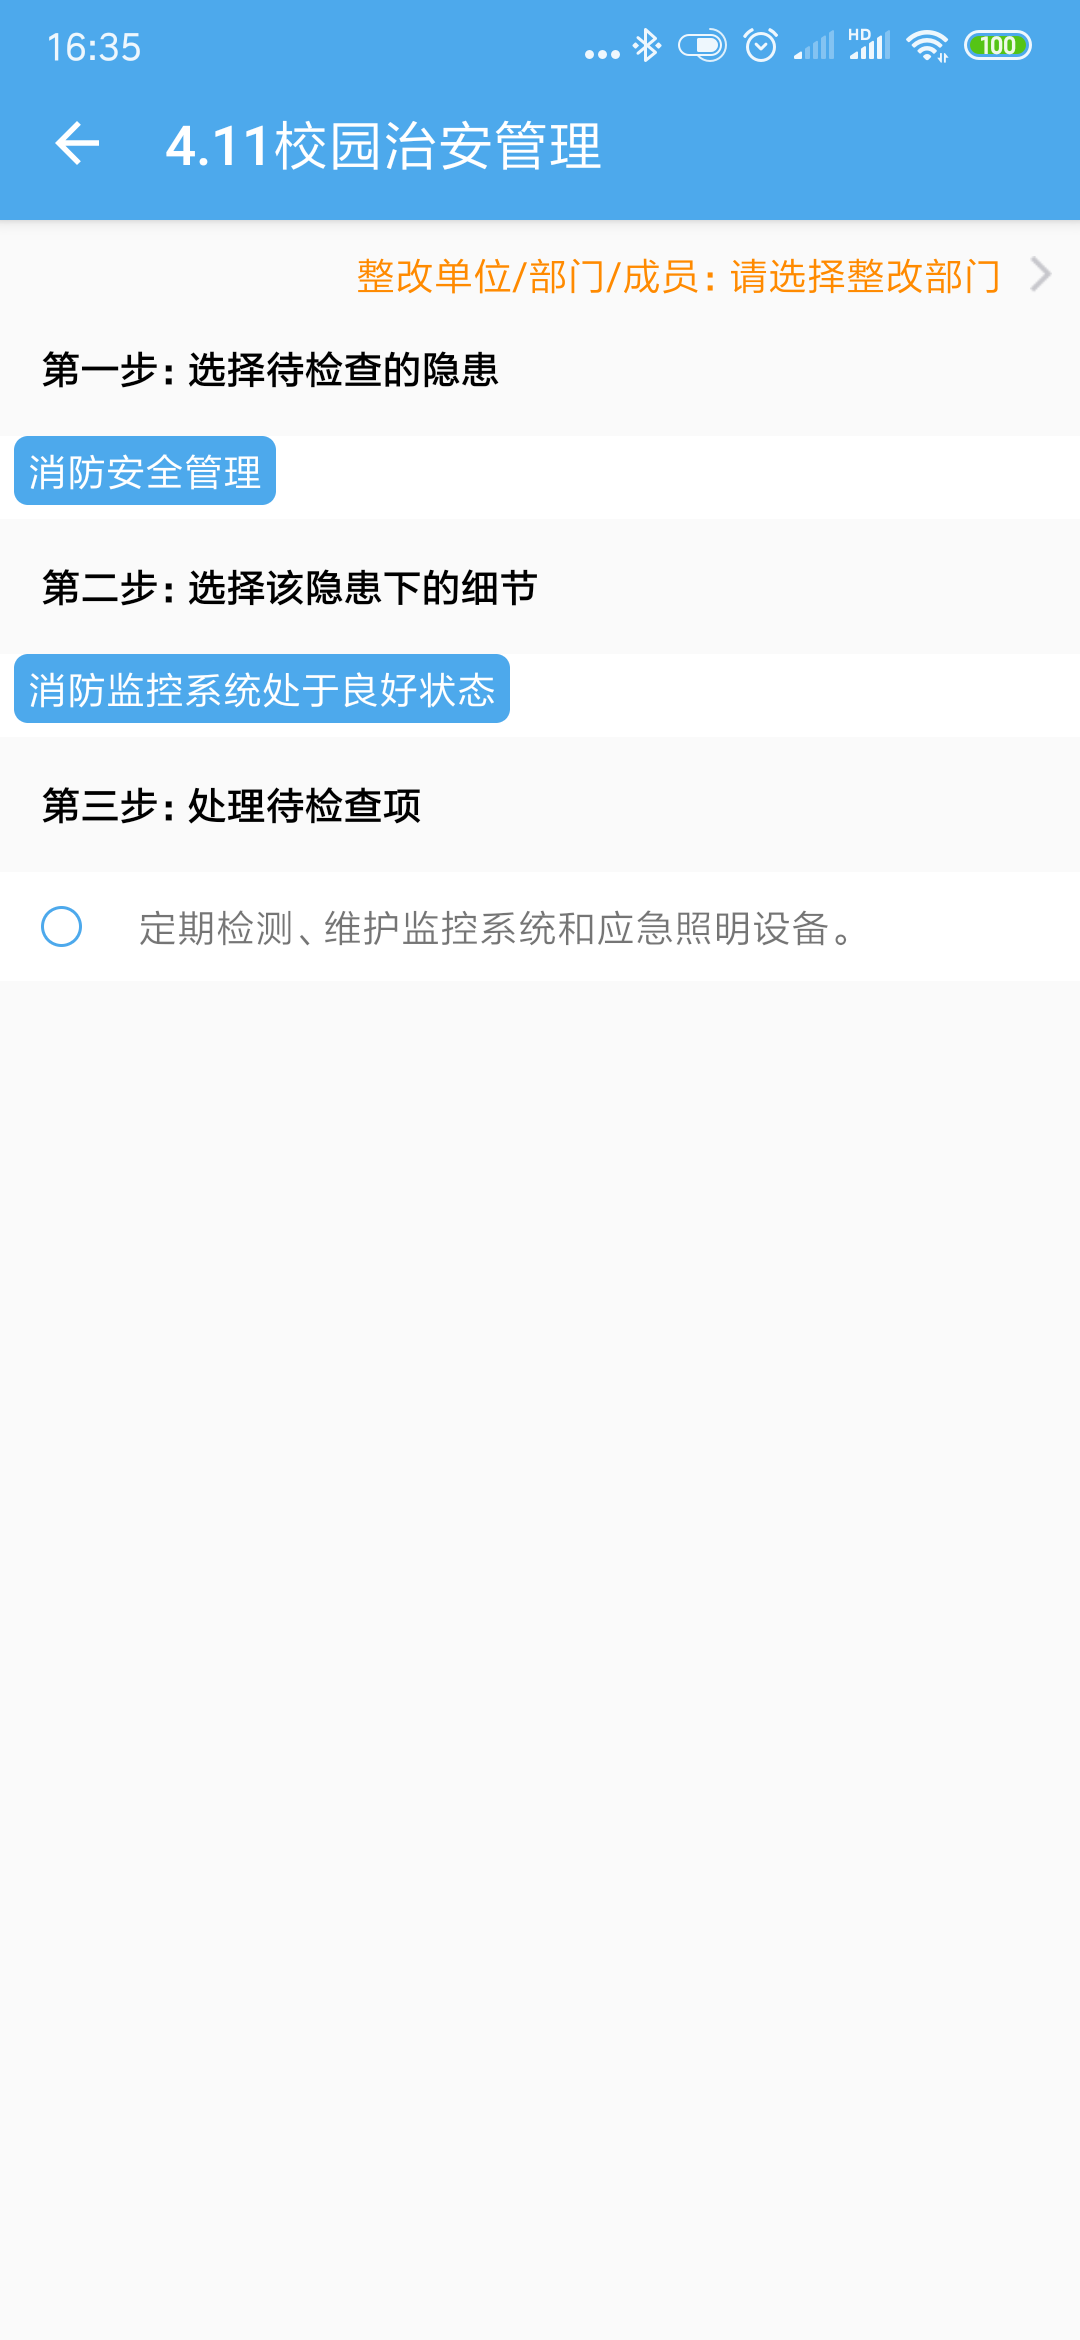 16:35
HD
100
4.11校园治安管理
整改单位/部门/成员：请选择整改部门
第一步：选择待检查的隐患
消防安全管理
第二步：选择该隐患下的细节
消防监控系统处于良好状态
第三步：处理待检查项
定期检测、维护监控系统和应急照明设备。